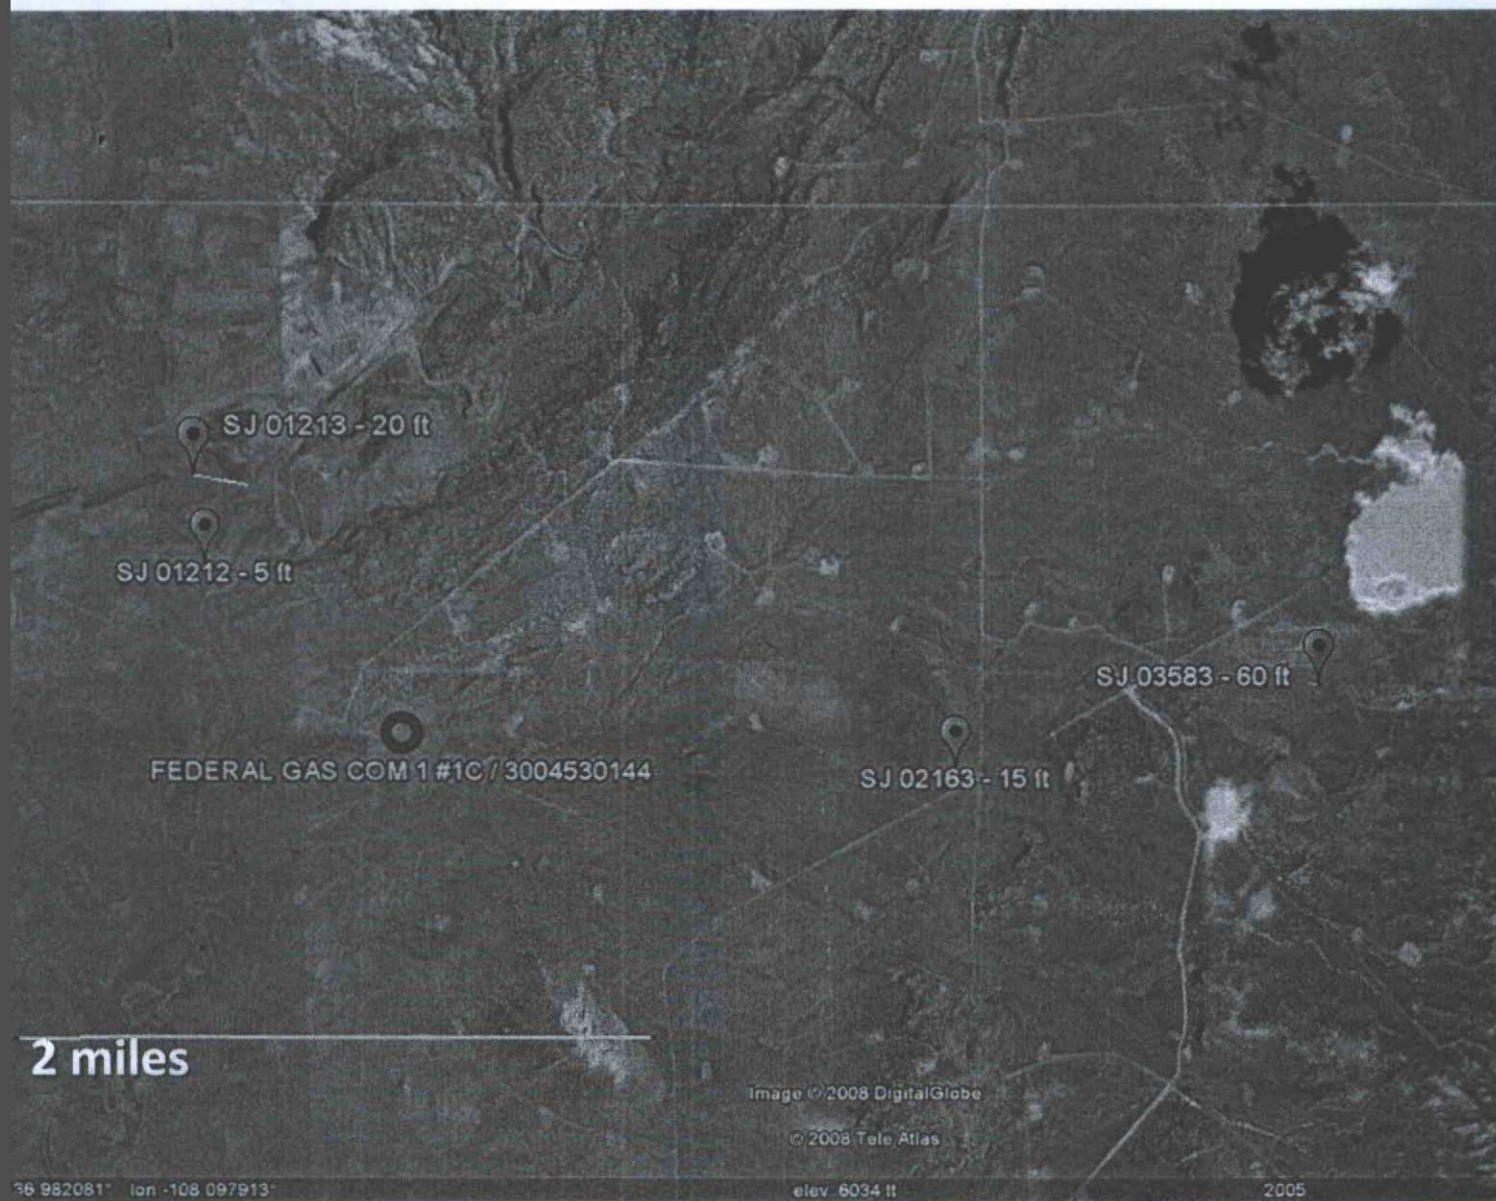 SJ 01213 - 20 ft
SJ 01212 - 5 ft
SJ 03583 - 60 ft
FEDERAL GAS COM 1 #1C / 3004530144
SJ 02163 - 15 ft
2 miles
Image © 2008 DigitalGlobe
© 2008 Tele Atlas
36.982081° lon -108.097913° elev 6034 ft 2005